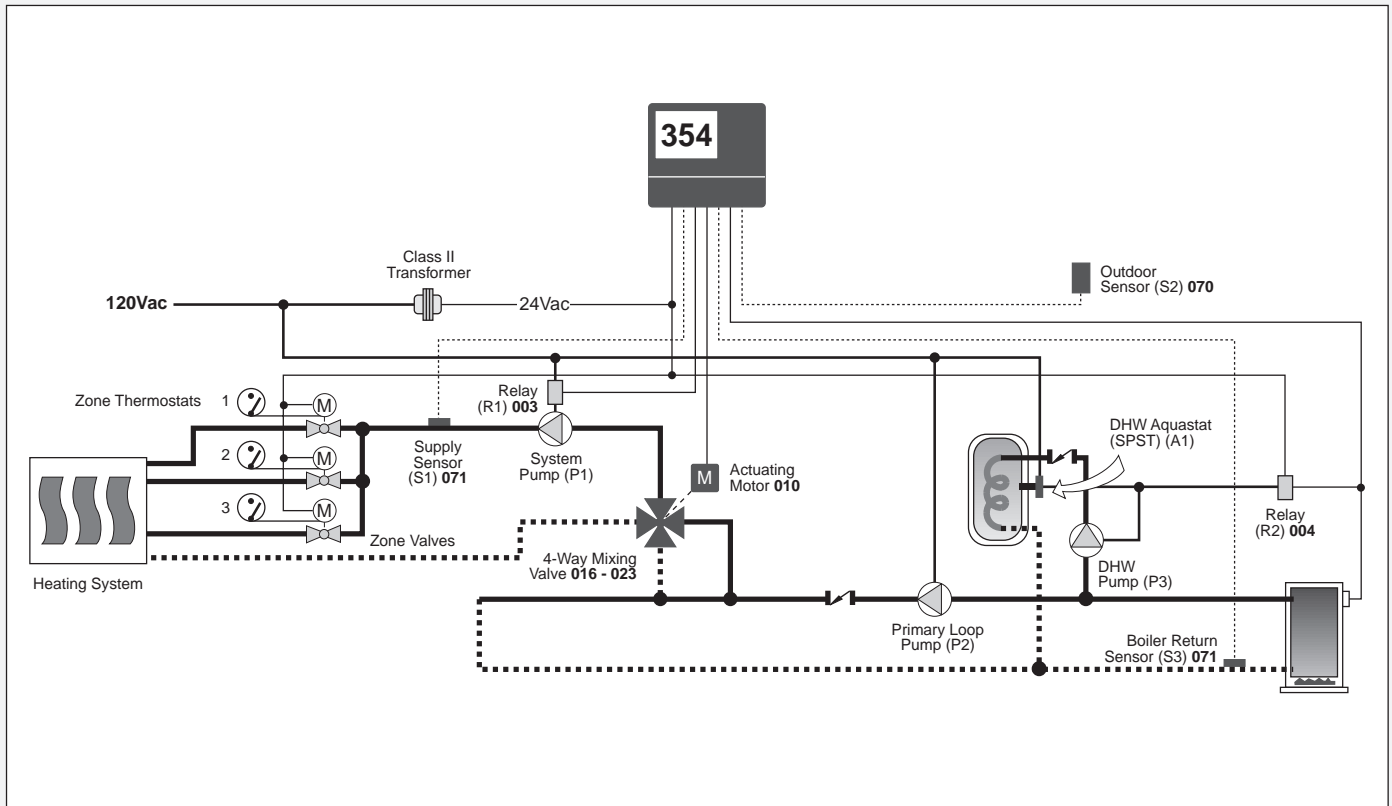 354
Class II
Transformer
120Vac
24Vac
Outdoor
Sensor (S2) 070
Zone Thermostats
1
Relay
(R1) 003
DHW Aquastat
(SPST) (A1)
2
Supply
Sensor
(S1) 071
System
Pump (P1)
M
M
M
M
Actuating
Motor 010
3
Zone Valves
Relay
(R2) 004
4-Way Mixing
Valve 016 - 023
DHW
Pump (P3)
Heating System
Primary Loop
Pump (P2)
Boiler Return
Sensor (S3) 071